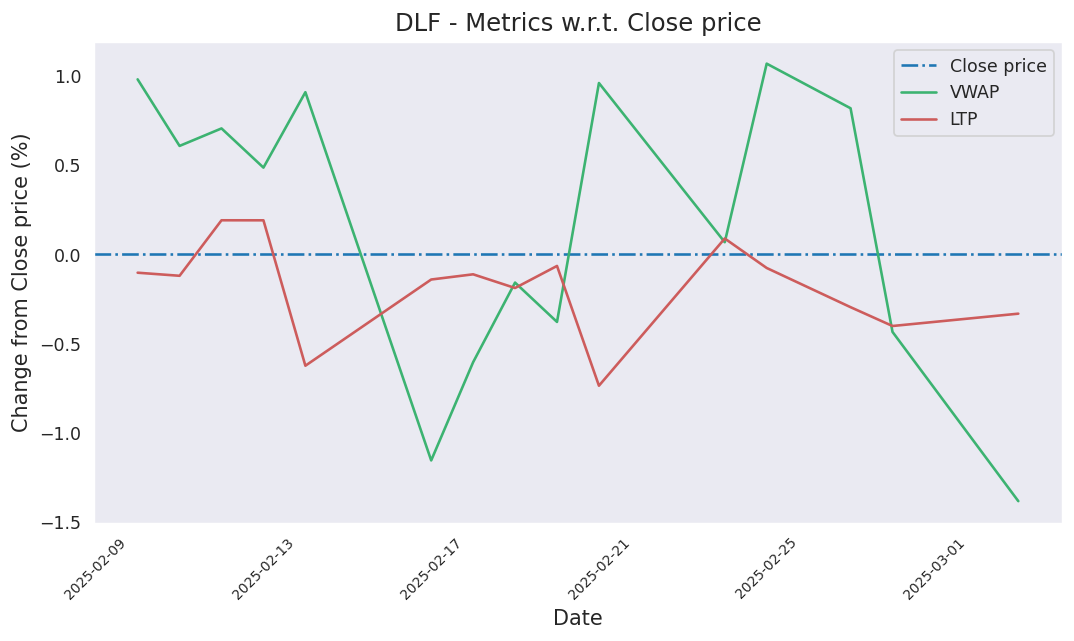 DLF - Metrics w.r.t. Close price
Change from Close price (%)
1.0
0.5
0.0
−0.5
−1.0
−1.5
Close price
VWAP
LTP
2025-02-09
2025-02-13
2025-02-17
2025-02-21
2025-02-25
2025-03-01
Date